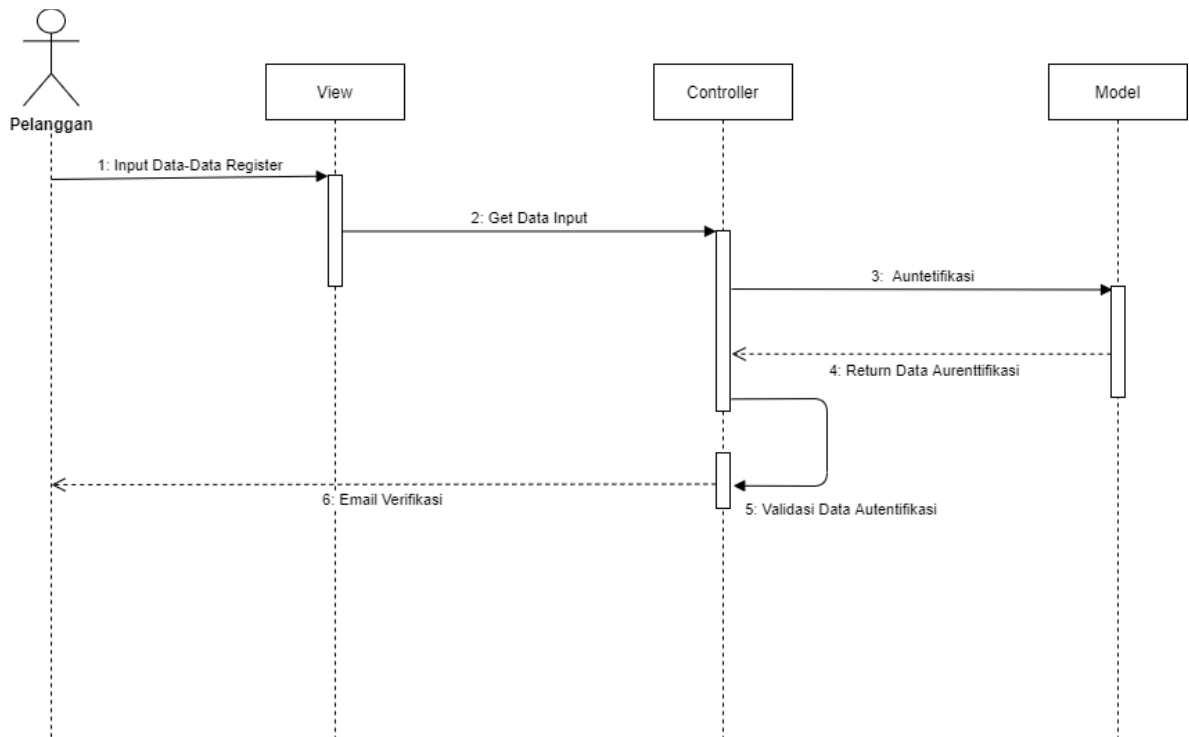 View
Controller
Model
Pelanggan
1: Input Data-Data Register
2: Get Data Input
3: Auntetifikasi
4: Return Data Aurenttifikasi
6: Email Verifikasi
5: Validasi Data Autentifikasi